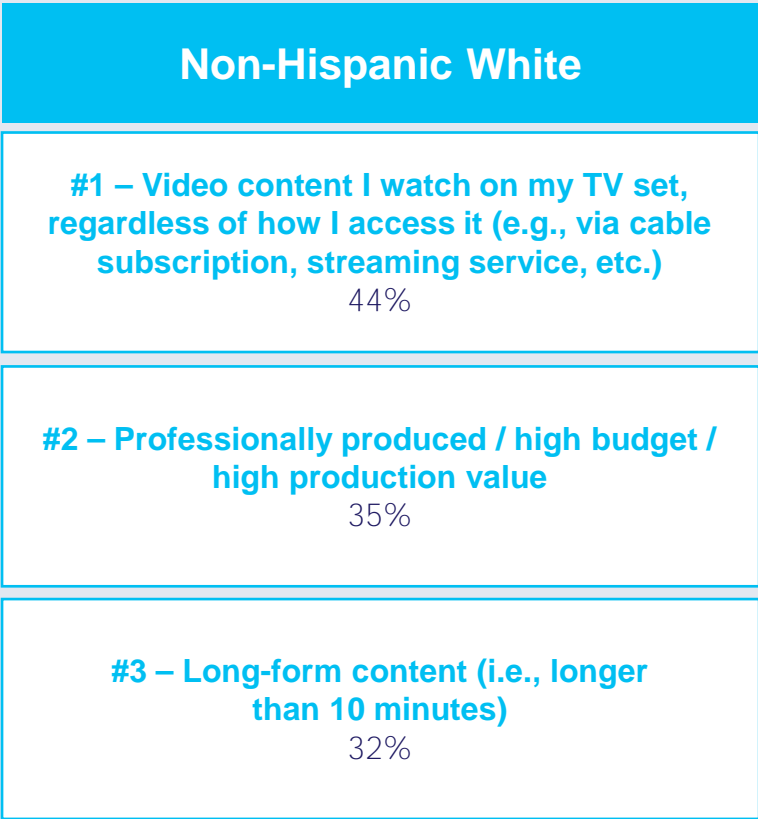 Non-Hispanic White
#1 – Video content I watch on my TV set,
regardless of how I access it (e.g., via cable
subscription, streaming service, etc.)
44%
#2 – Professionally produced / high budget /
high production value
35%
#3 – Long-form content (i.e., longer
than 10 minutes)
32%